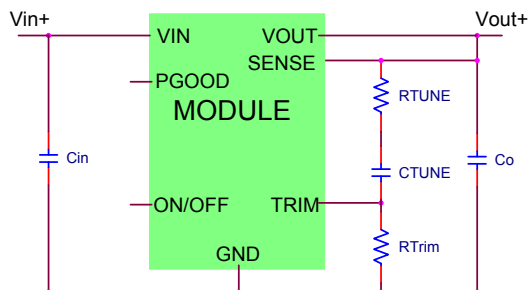 Vin+
Vout+
VIN
VOUT
SENSE
PGOOD
MODULE
RTUNE
Cin
CTUNE
Co
ON/OFF
TRIM
RTrim
GND